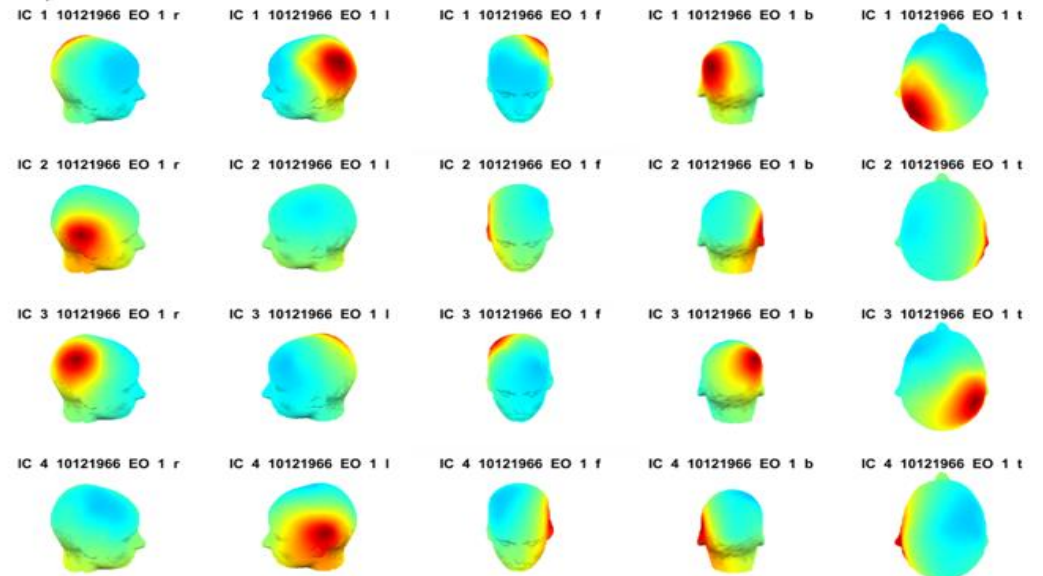 IC 1 10121966 EO 1 r IC 1 10121966 EO 1 l IC 1 10121966 EO 1 f IC 1 10121966 EO 1 b IC 1 10121966 EO 1 t
IC 2 10121966 EO 1 r IC 2 10121966 EO 1 l IC 2 10121966 EO 1 f IC 2 10121966 EO 1 b IC 2 10121966 EO 1 t
IC 3 10121966 EO 1 r IC 3 10121966 EO 1 l IC 3 10121966 EO 1 f IC 3 10121966 EO 1 b IC 3 10121966 EO 1 t
IC 4 10121966 EO 1 r IC 4 10121966 EO 1 l IC 4 10121966 EO 1 f IC 4 10121966 EO 1 b IC 4 10121966 EO 1 t